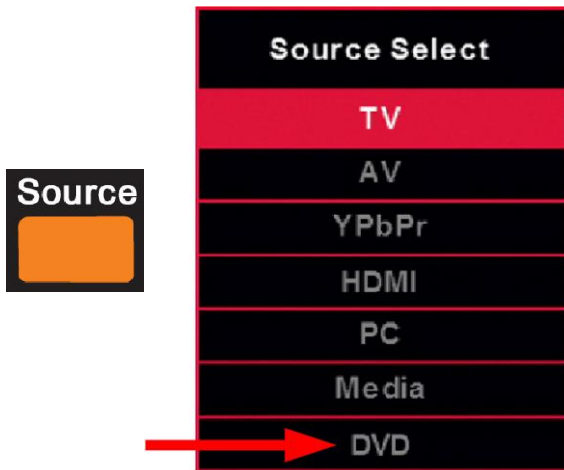 Source
Source Select
TV
AV
YPbPr
HDMI
PC
Media
DVD